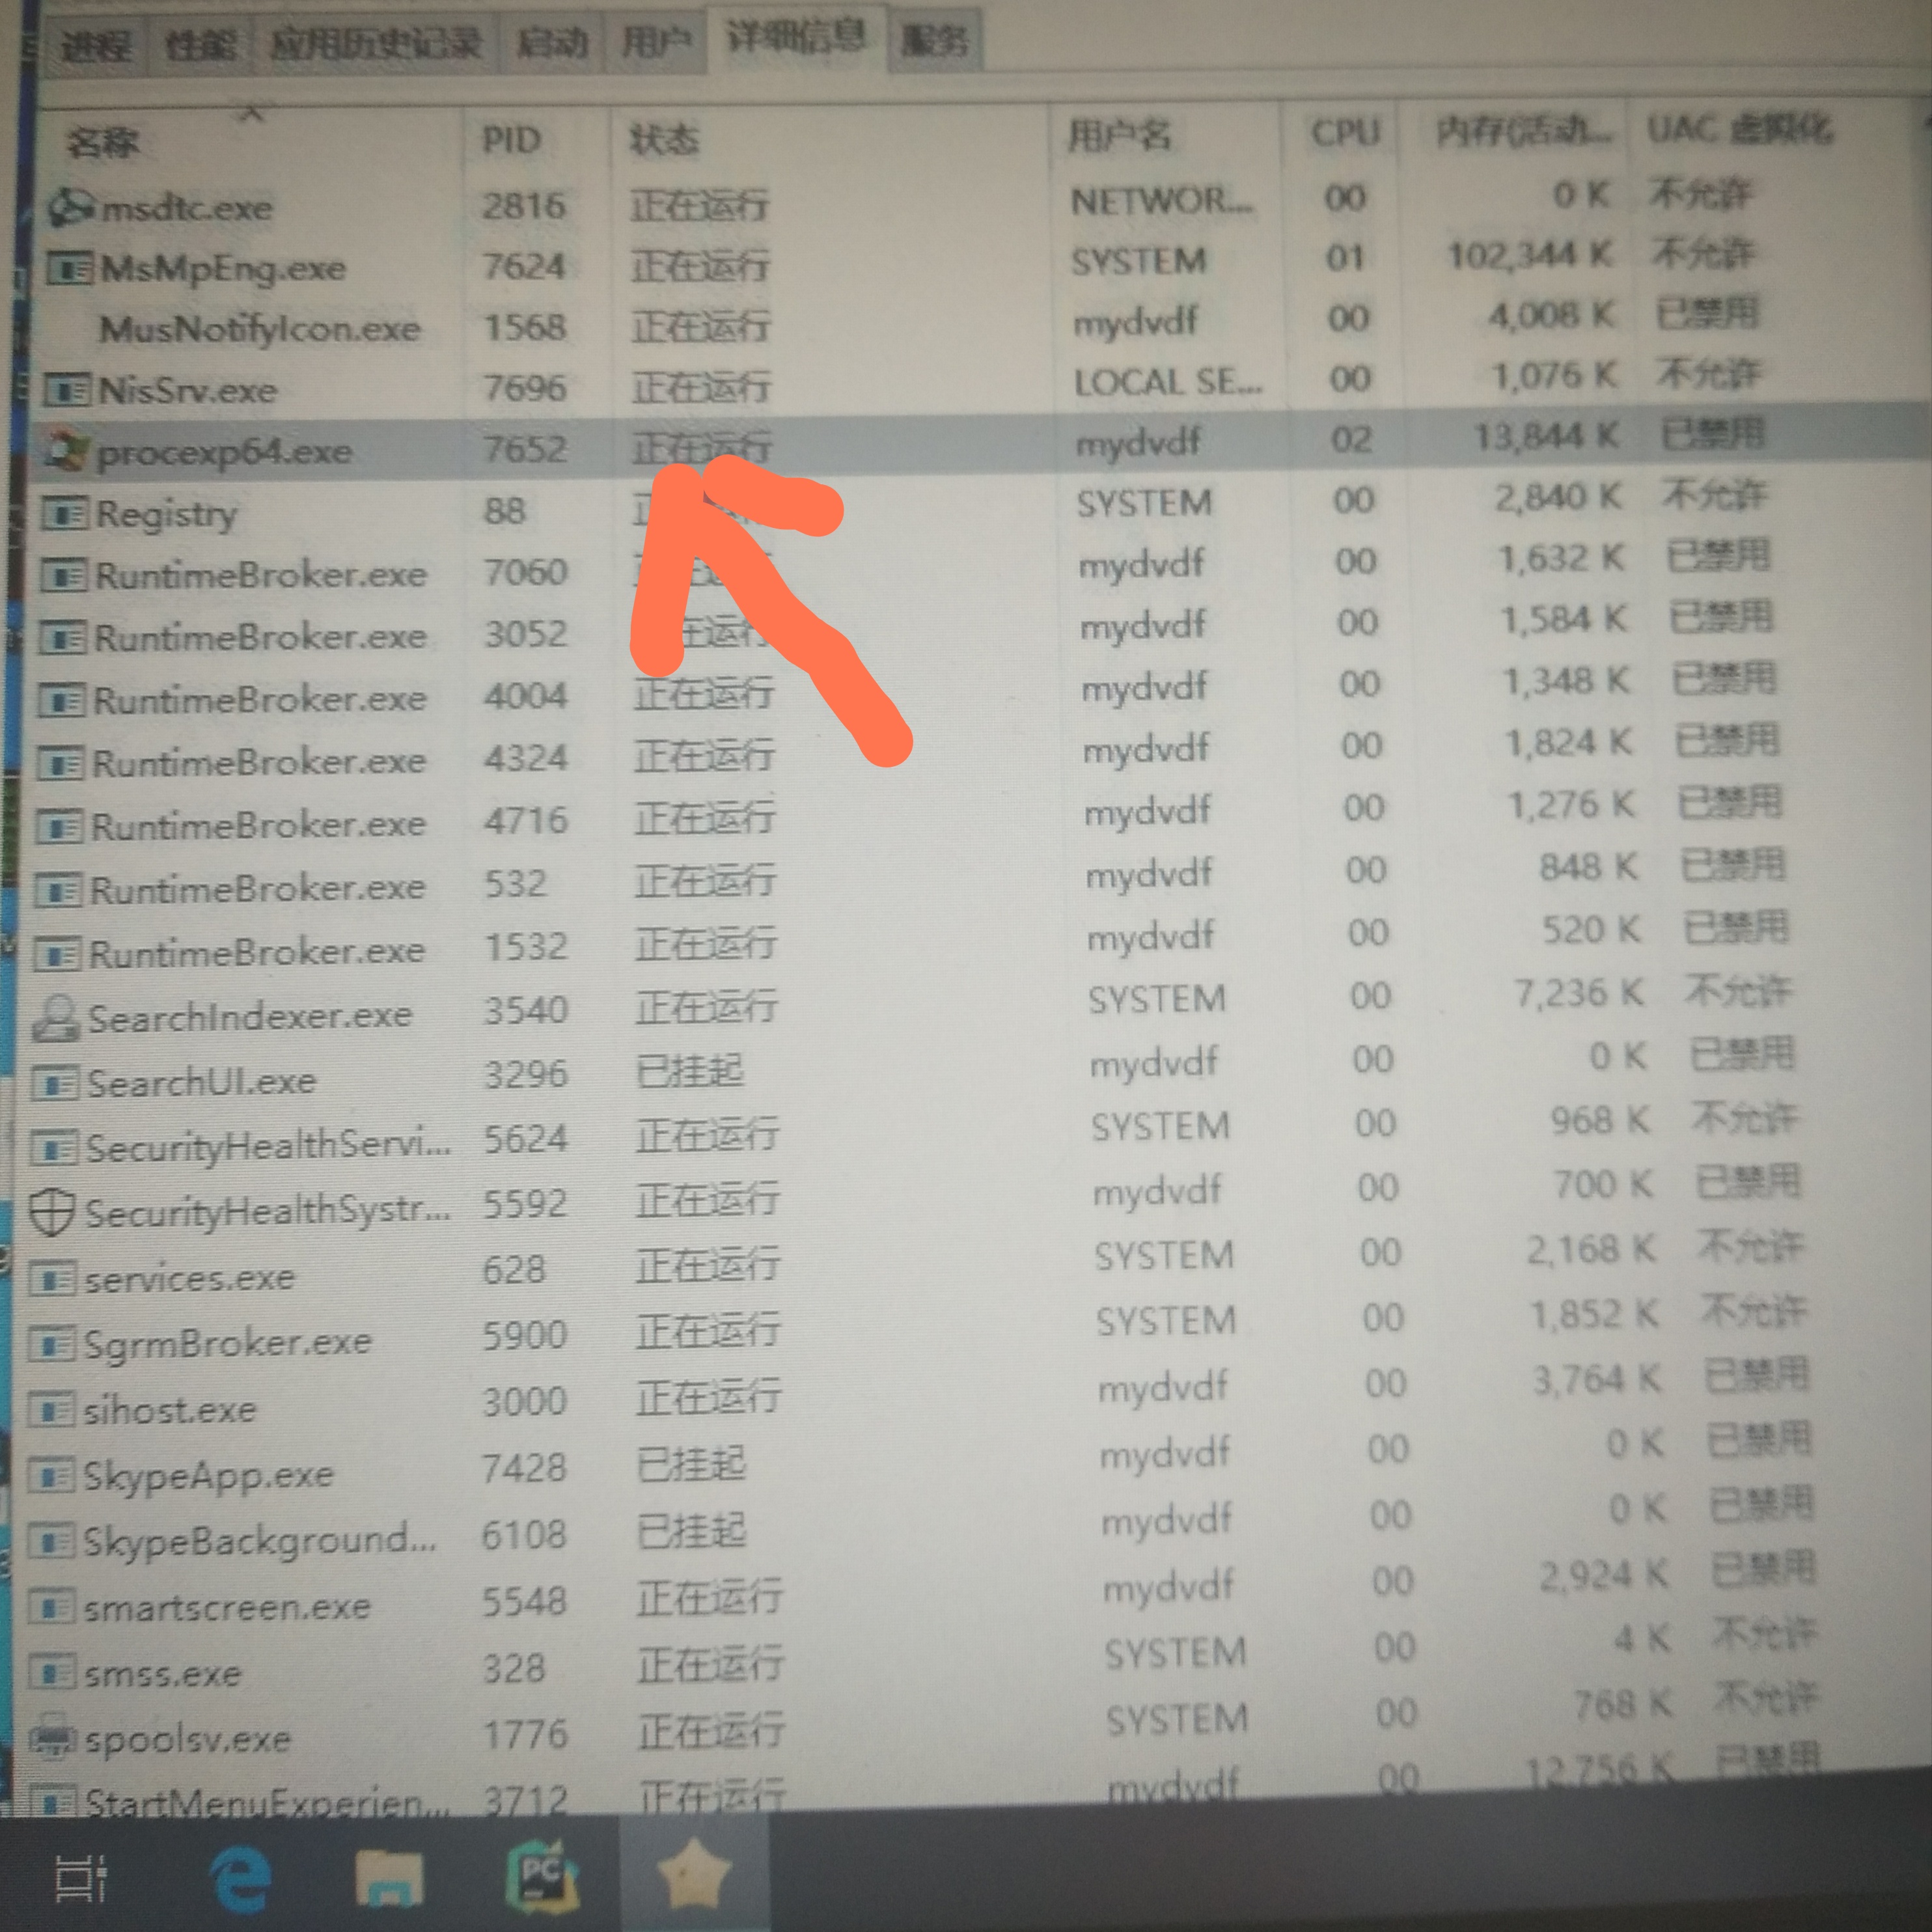 进程 性能 应用历史记录 启动 用户 详细信息 服务
名称 PID 状态 用户名 CPU 内存(活动... UAC 虚拟化
msdtc.exe 2816 正在运行 NETWOR... 00 0 K 不允许
MsMpEng.exe 7624 正在运行 SYSTEM 01 102,344 K 不允许
MusNotifyIcon.exe 1568 正在运行 mydvdf 00 4,008 K 已禁用
NisSrv.exe 7696 正在运行 LOCAL SE... 00 1,076 K 不允许
procexp64.exe 7652 正在运行 mydvdf 02 13,844 K 已禁用
Registry 88 SYSTEM 00 2,840 K 不允许
RuntimeBroker.exe 7060 mydvdf 00 1,632 K 已禁用
RuntimeBroker.exe 3052 在运行 mydvdf 00 1,584 K 已禁用
RuntimeBroker.exe 4004 正在运行 mydvdf 00 1,348 K 已禁用
RuntimeBroker.exe 4324 正在运行 mydvdf 00 1,824 K 已禁用
RuntimeBroker.exe 4716 正在运行 mydvdf 00 1,276 K 已禁用
RuntimeBroker.exe 532 正在运行 mydvdf 00 848 K 已禁用
RuntimeBroker.exe 1532 正在运行 mydvdf 00 520 K 已禁用
SearchIndexer.exe 3540 正在运行 SYSTEM 00 7,236 K 不允许
SearchUI.exe 3296 已挂起 mydvdf 00 0 K 已禁用
SecurityHealthServi... 5624 正在运行 SYSTEM 00 968 K 不允许
SecurityHealthSystr... 5592 正在运行 mydvdf 00 700 K 已禁用
services.exe 628 正在运行 SYSTEM 00 2,168 K 不允许
SgrmBroker.exe 5900 正在运行 SYSTEM 00 1,852 K 不允许
sihost.exe 3000 正在运行 mydvdf 00 3,764 K 已禁用
SkypeApp.exe 7428 已挂起 mydvdf 00 0 K 已禁用
SkypeBackground... 6108 已挂起 mydvdf 00 0 K 已禁用
smartscreen.exe 5548 正在运行 mydvdf 00 2,924 K 已禁用
smss.exe 328 正在运行 SYSTEM 00 4 K 不允许
spoolsv.exe 1776 正在运行 SYSTEM 00 768 K 不允许
StartMenuExperien... 3712 正在运行 mydvdf 00 12,756 K 已禁用
PC